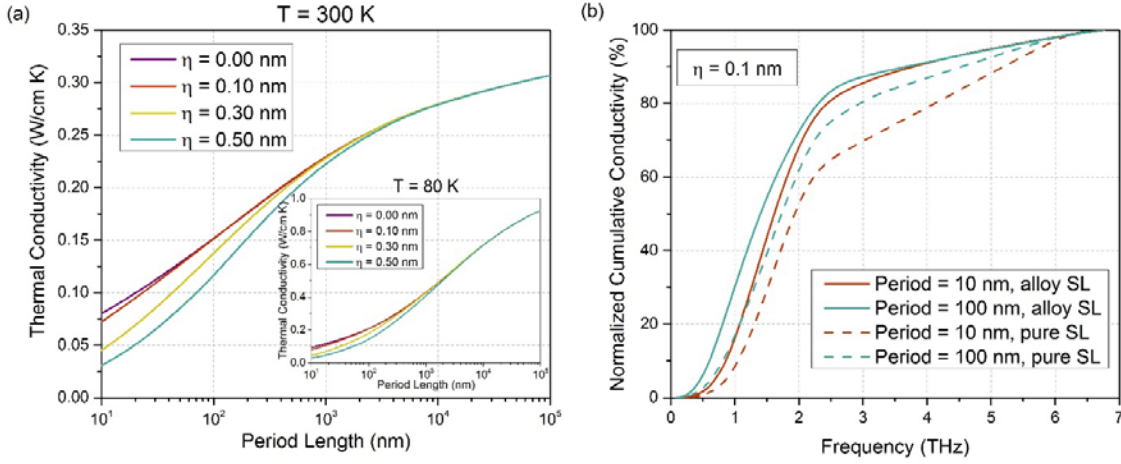 (a)
T = 300 K
Thermal Conductivity (W/cm K)
0.35
0.30
0.25
0.20
0.15
0.10
0.05
0.00
η = 0.00 nm
η = 0.10 nm
η = 0.30 nm
η = 0.50 nm
T = 80 K
Thermal Conductivity (W/cm K)
1.0
0.8
0.6
0.4
0.2
0.0
η = 0.00 nm
η = 0.10 nm
η = 0.30 nm
η = 0.50 nm
10¹ 10² 10³ 10⁴ 10⁵
Period Length (nm)
10¹ 10² 10³ 10⁴ 10⁵
Period Length (nm)
(b)
Normalized Cumulative Conductivity (%)
100
80
60
40
20
0
η = 0.1 nm
Period = 10 nm, alloy SL
Period = 100 nm, alloy SL
Period = 10 nm, pure SL
Period = 100 nm, pure SL
0 1 2 3 4 5 6 7
Frequency (THz)